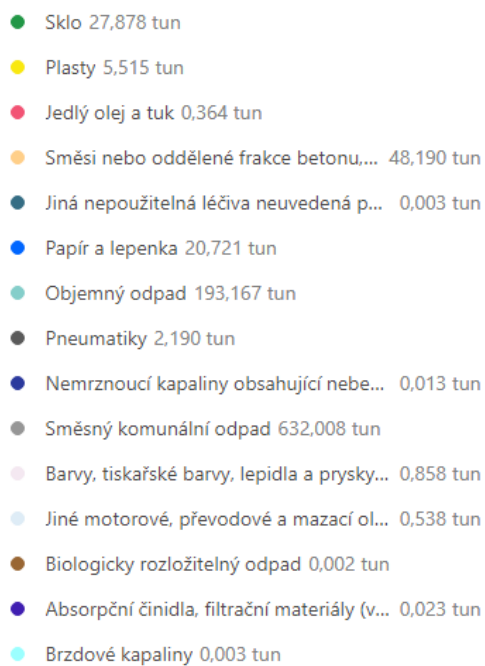 Sklo 27,878 tun
Plasty 5,515 tun
Jedlý olej a tuk 0,364 tun
Směsi nebo oddělené frakce betonu,... 48,190 tun
Jiná nepoužitelná léčiva neuvedená p... 0,003 tun
Papír a lepenka 20,721 tun
Objemný odpad 193,167 tun
Pneumatiky 2,190 tun
Nemrznoucí kapaliny obsahující nebe... 0,013 tun
Směsný komunální odpad 632,008 tun
Barvy, tiskařské barvy, lepidla a prysky... 0,858 tun
Jiné motorové, převodové a mazací ol... 0,538 tun
Biologicky rozložitelný odpad 0,002 tun
Absorpční činidla, filtrační materiály (v... 0,023 tun
Brzdové kapaliny 0,003 tun